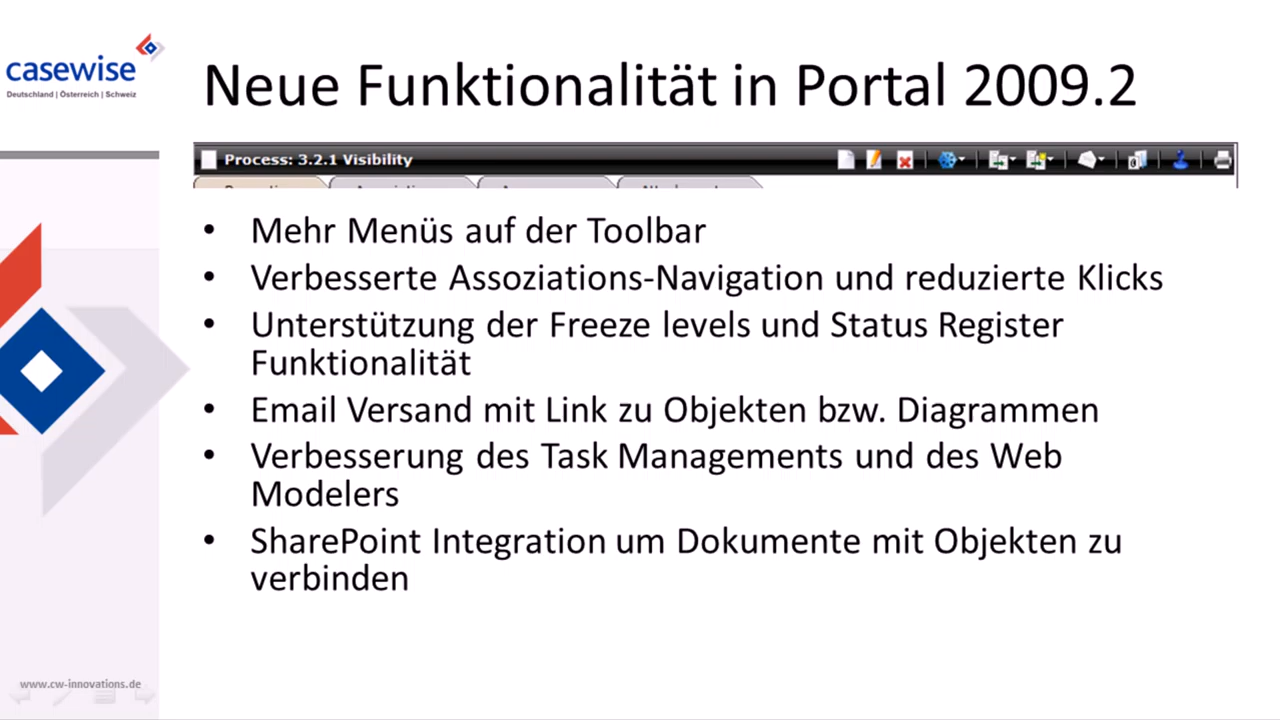 casewise
Deutschland | Österreich | Schweiz
Neue Funktionalität in Portal 2009.2
Process: 3.2.1 Visibility
• Mehr Menüs auf der Toolbar
• Verbesserte Assoziations-Navigation und reduzierte Klicks
• Unterstützung der Freeze levels und Status Register
Funktionalität
• Email Versand mit Link zu Objekten bzw. Diagrammen
• Verbesserung des Task Managements und des Web
Modelers
• SharePoint Integration um Dokumente mit Objekten zu
verbinden
www.cw-innovations.de